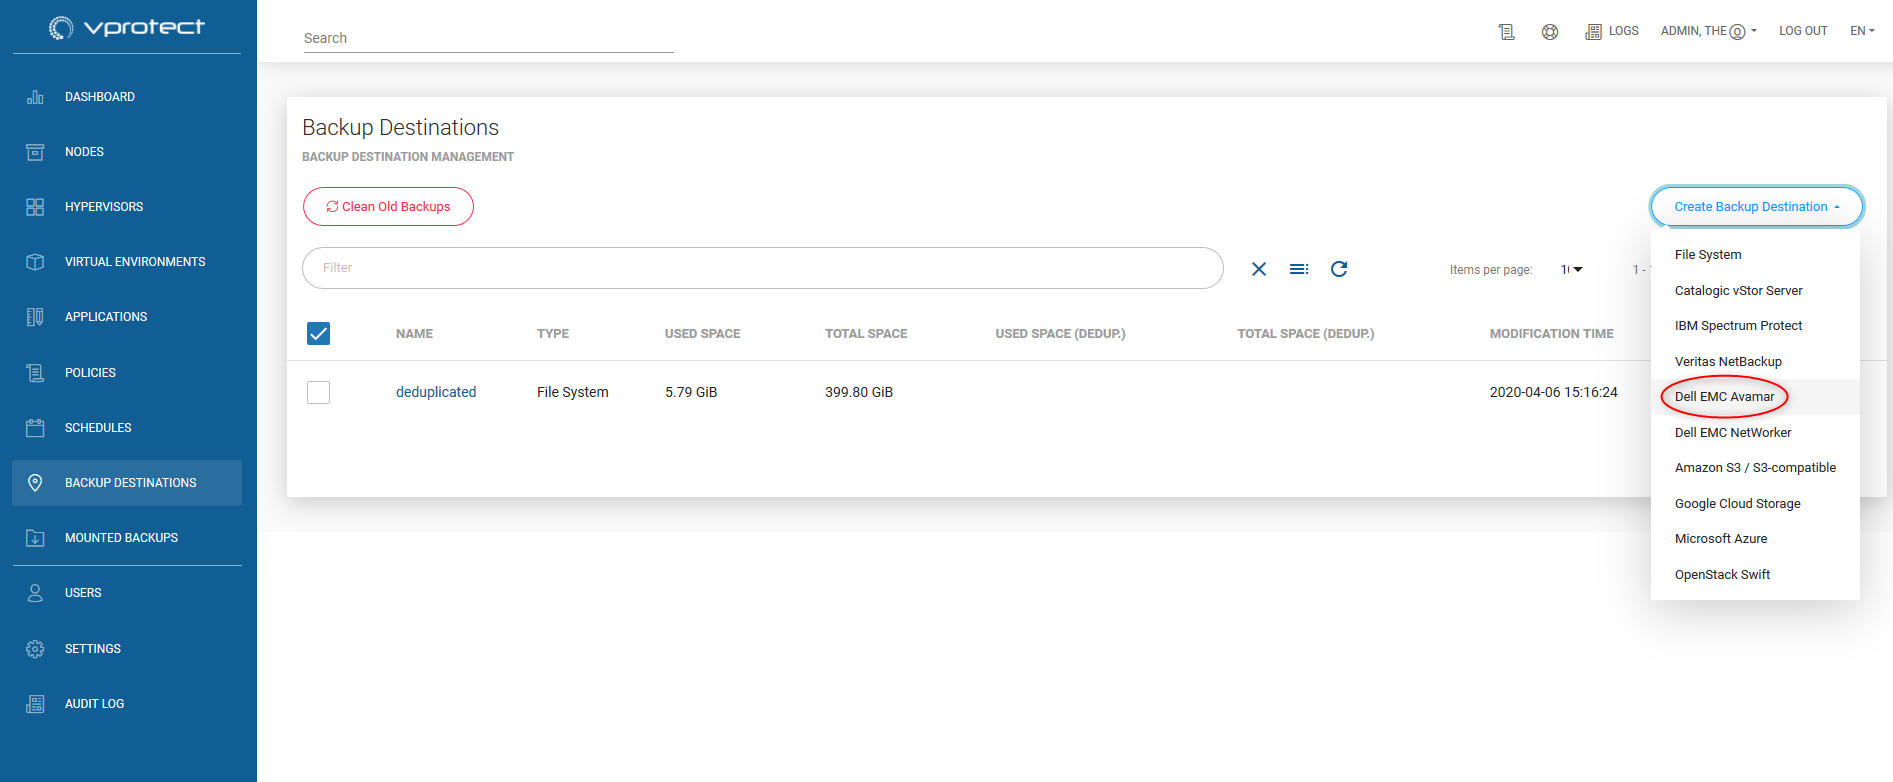 vprotect
DASHBOARD
NODES
HYPERVISORS
VIRTUAL ENVIRONMENTS
APPLICATIONS
POLICIES
SCHEDULES
BACKUP DESTINATIONS
MOUNTED BACKUPS
USERS
SETTINGS
AUDIT LOG
Search
LOGS
ADMIN, THE
LOG OUT
EN
Backup Destinations
BACKUP DESTINATION MANAGEMENT
Clean Old Backups
Create Backup Destination
Filter
Items per page:
1 -
NAME TYPE USED SPACE TOTAL SPACE USED SPACE (DEDUP.) TOTAL SPACE (DEDUP.) MODIFICATION TIME
deduplicated File System 5.79 GiB 399.80 GiB 2020-04-06 15:16:24
File System
Catalogic vStor Server
IBM Spectrum Protect
Veritas NetBackup
Dell EMC Avamar
Dell EMC NetWorker
Amazon S3 / S3-compatible
Google Cloud Storage
Microsoft Azure
OpenStack Swift